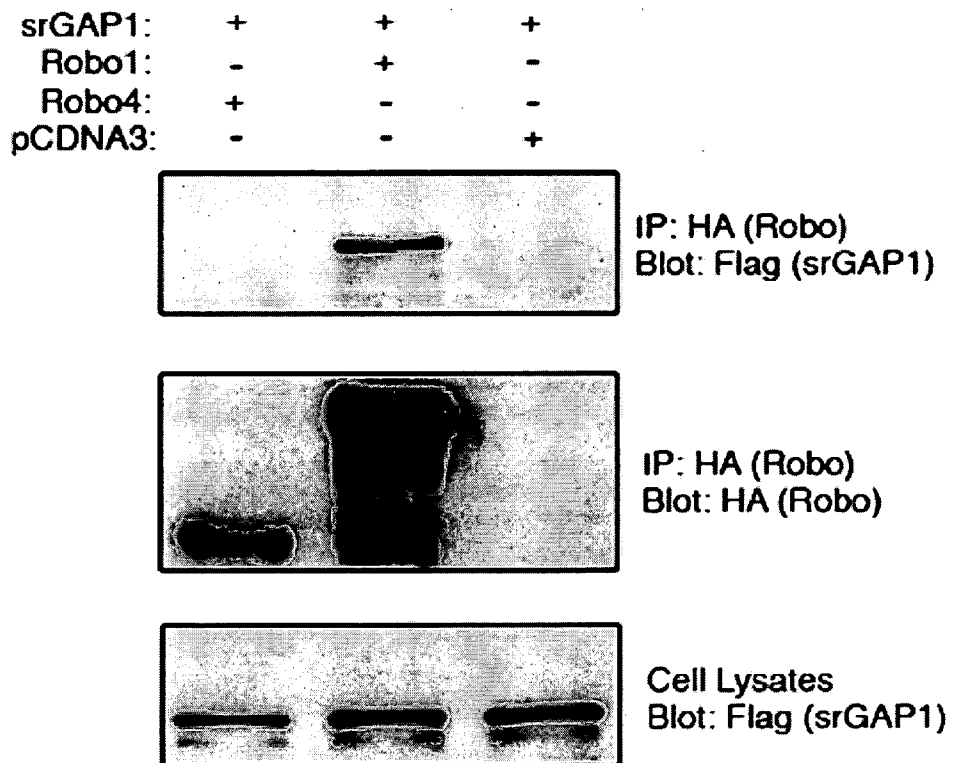 srGAP1: + + +
Robo1: - + -
Robo4: + - -
pCDNA3: - - +
IP: HA (Robo)
Blot: Flag (srGAP1)
IP: HA (Robo)
Blot: HA (Robo)
Cell Lysates
Blot: Flag (srGAP1)